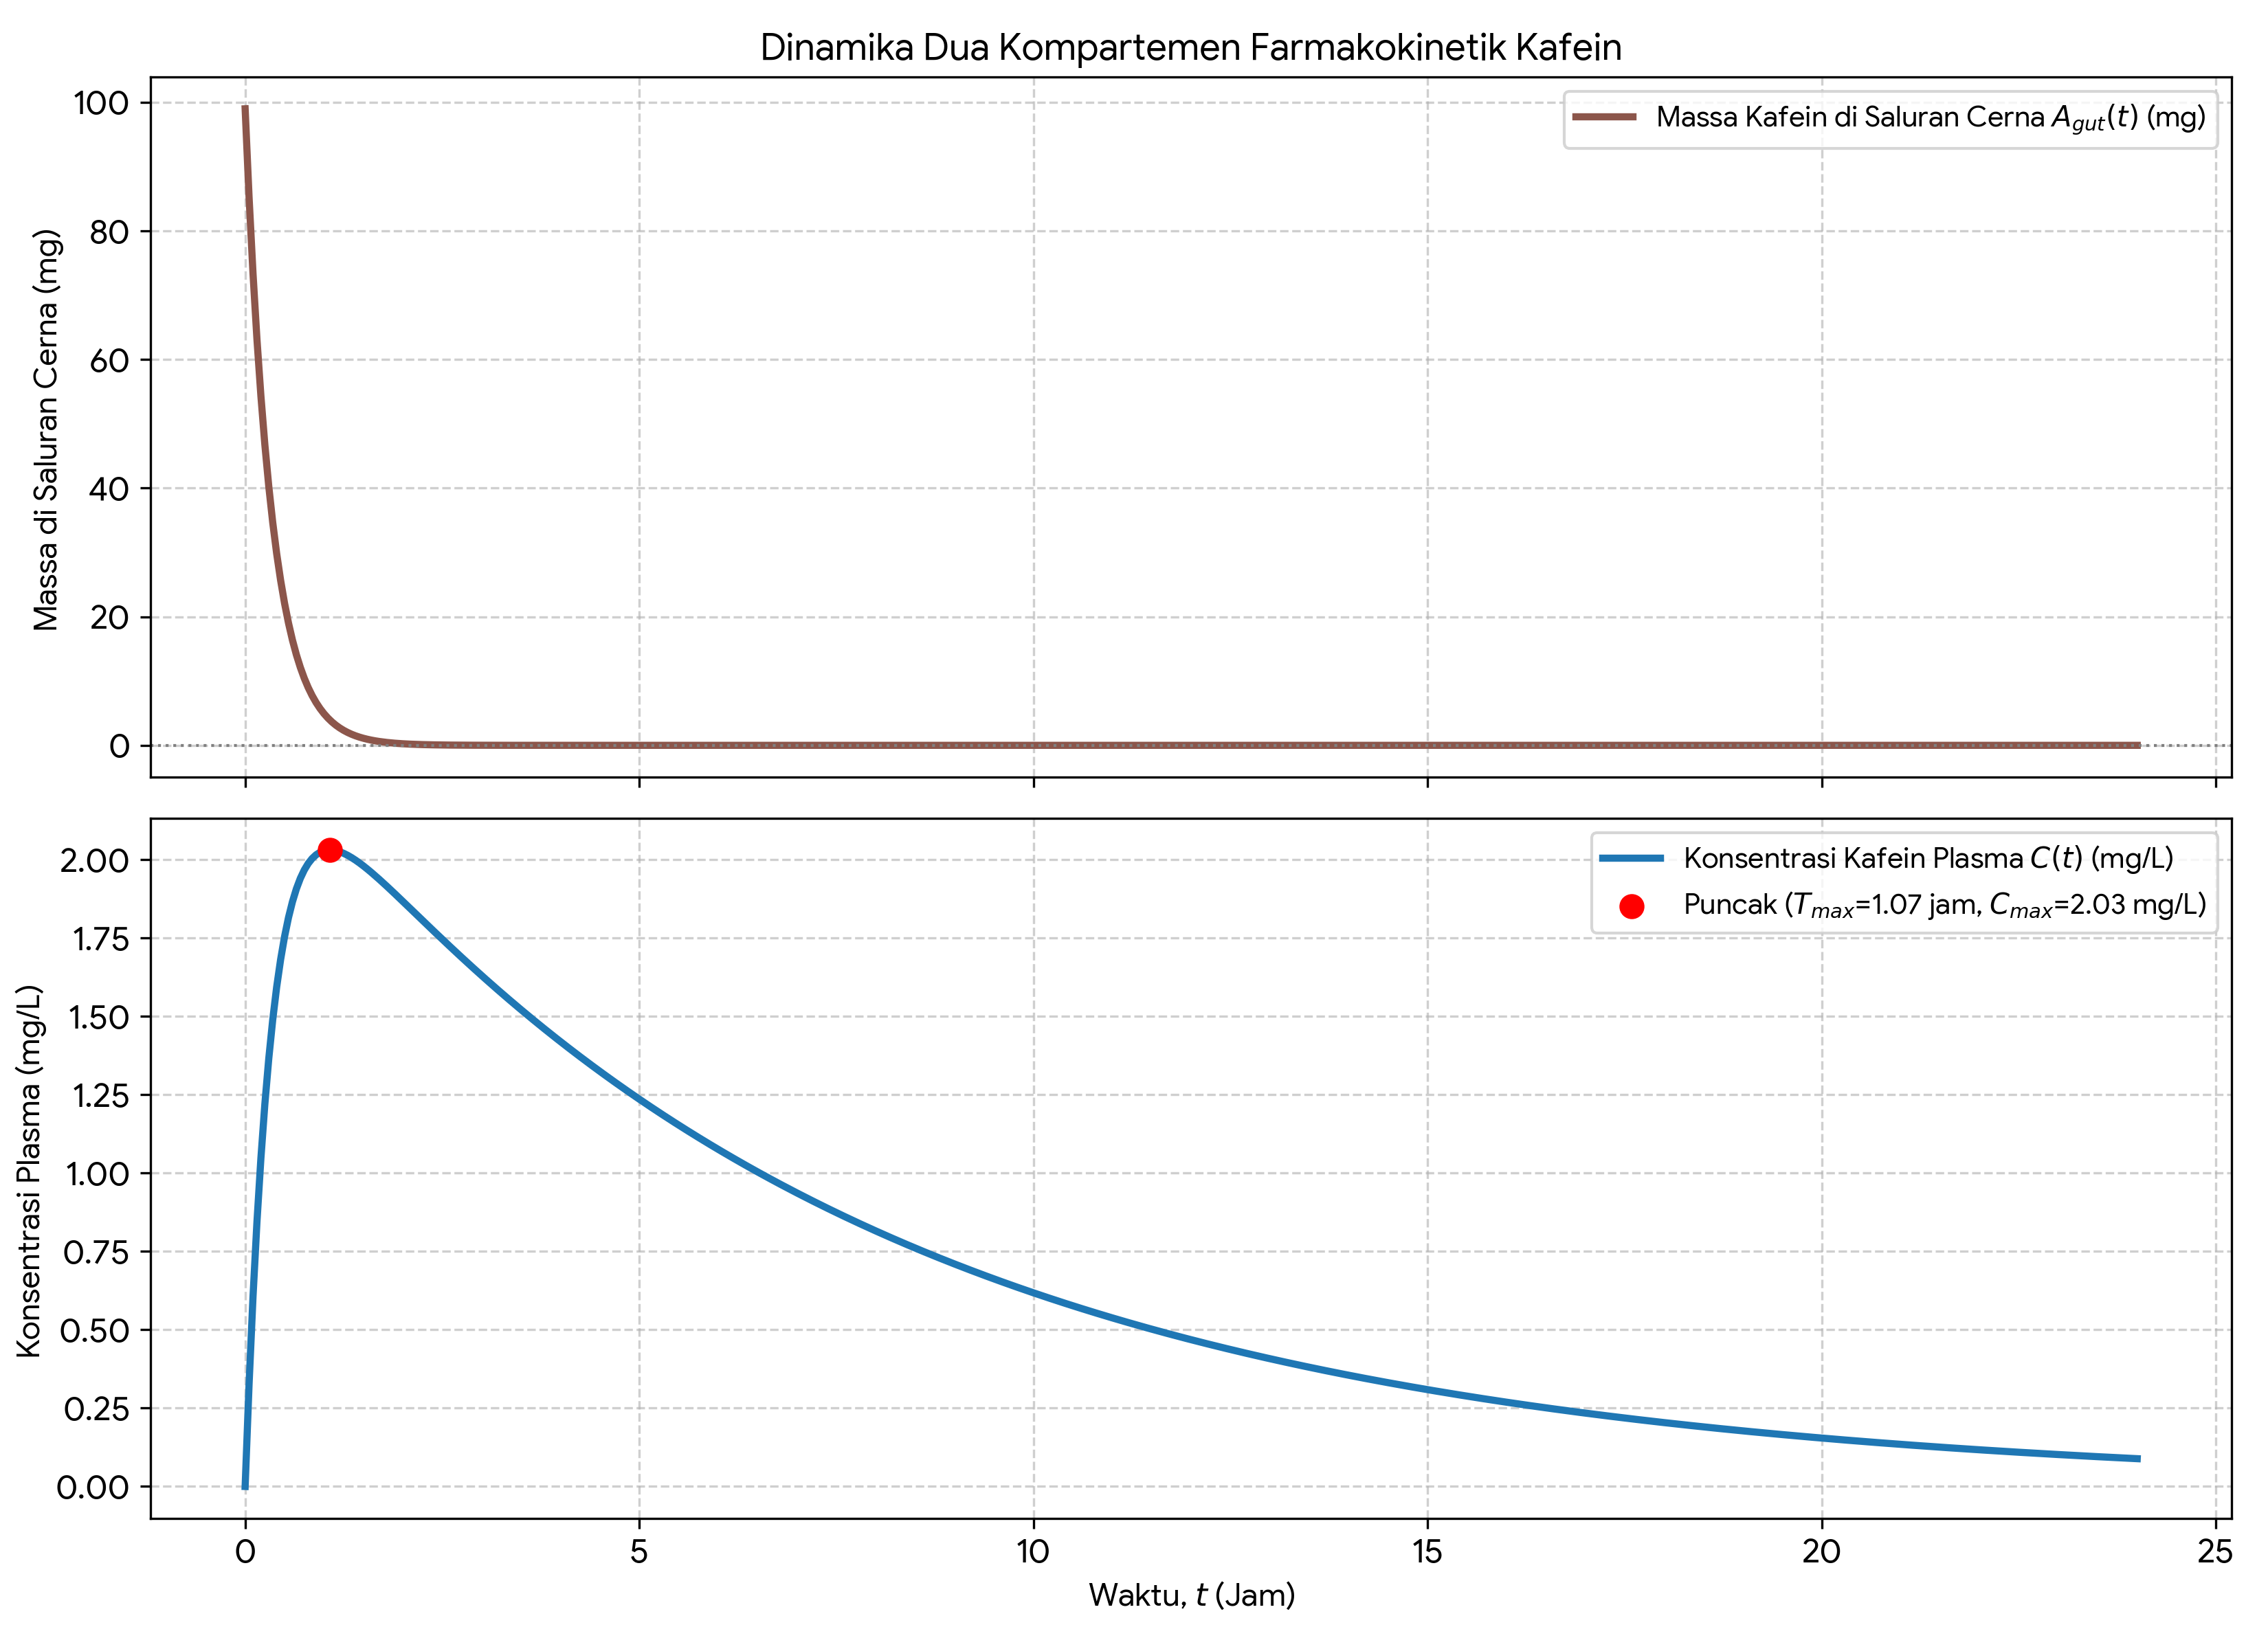 Dinamika Dua Kompartemen Farmakokinetik Kafein
Massa di Saluran Cerna (mg)
100
80
60
40
20
0
Massa Kafein di Saluran Cerna A_gut(t) (mg)
Konsentrasi Plasma (mg/L)
2.00
1.75
1.50
1.25
1.00
0.75
0.50
0.25
0.00
Konsentrasi Kafein Plasma C(t) (mg/L)
Puncak (T_max=1.07 jam, C_max=2.03 mg/L)
0 5 10 15 20 25
Waktu, t (Jam)